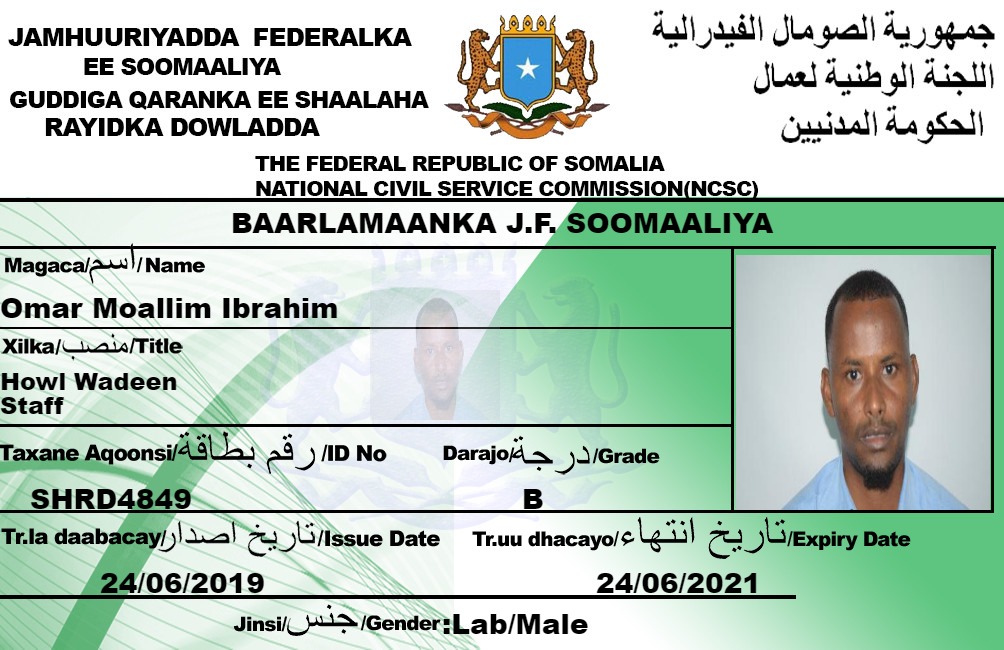 JAMHUURIYADDA FEDERALKA
EE SOOMAALIYA
GUDDIGA QARANKA EE SHAALAHA
RAYIDKA DOWLADDA
جمهورية الصومال الفيدرالية
اللجنة الوطنية لعمال
الحكومة المدنيين
THE FEDERAL REPUBLIC OF SOMALIA
NATIONAL CIVIL SERVICE COMMISSION(NCSC)
BAARLAMAANKA J.F. SOOMAALIYA
Magaca/اسم/Name
Omar Moallim Ibrahim
Xilka/منصب/Title
Howl Wadeen
Staff
Taxane Aqoonsi/رقم بطاقة/ID No
SHRD4849
Darajo/درجة/Grade
B
Tr.la daabacay/تاريخ اصدار/Issue Date
24/06/2019
Tr.uu dhacayo/تاريخ انتهاء/Expiry Date
24/06/2021
Jinsi/جنس/Gender:Lab/Male